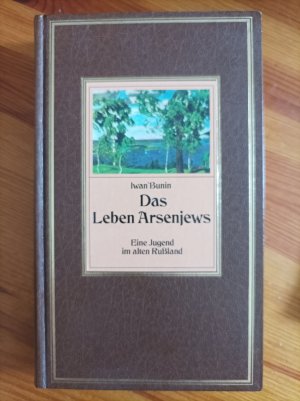 Iwan Bunin
Das
Leben Arsenjews
Eine Jugend
im alten Rußland